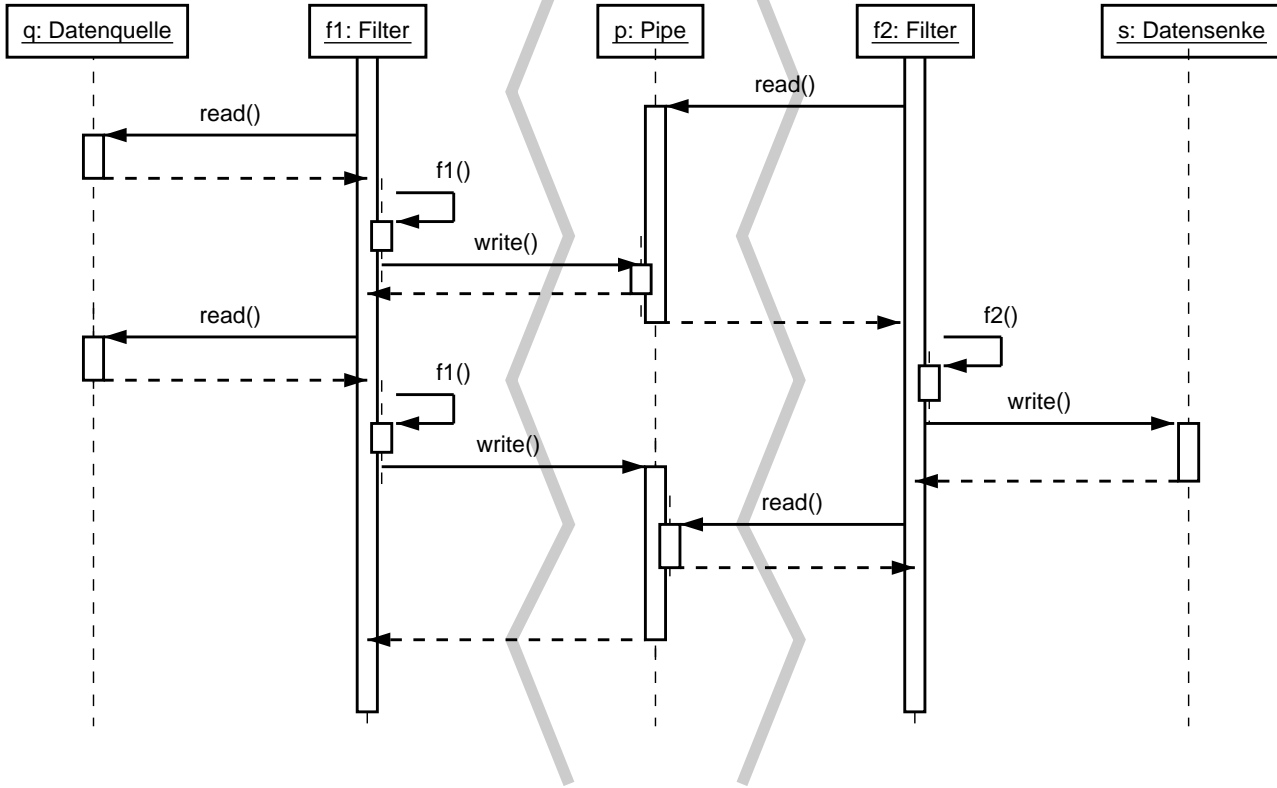 q: Datenquelle
f1: Filter
p: Pipe
f2: Filter
s: Datensenke
read()
read()
f1()
write()
read()
f2()
f1()
write()
write()
read()